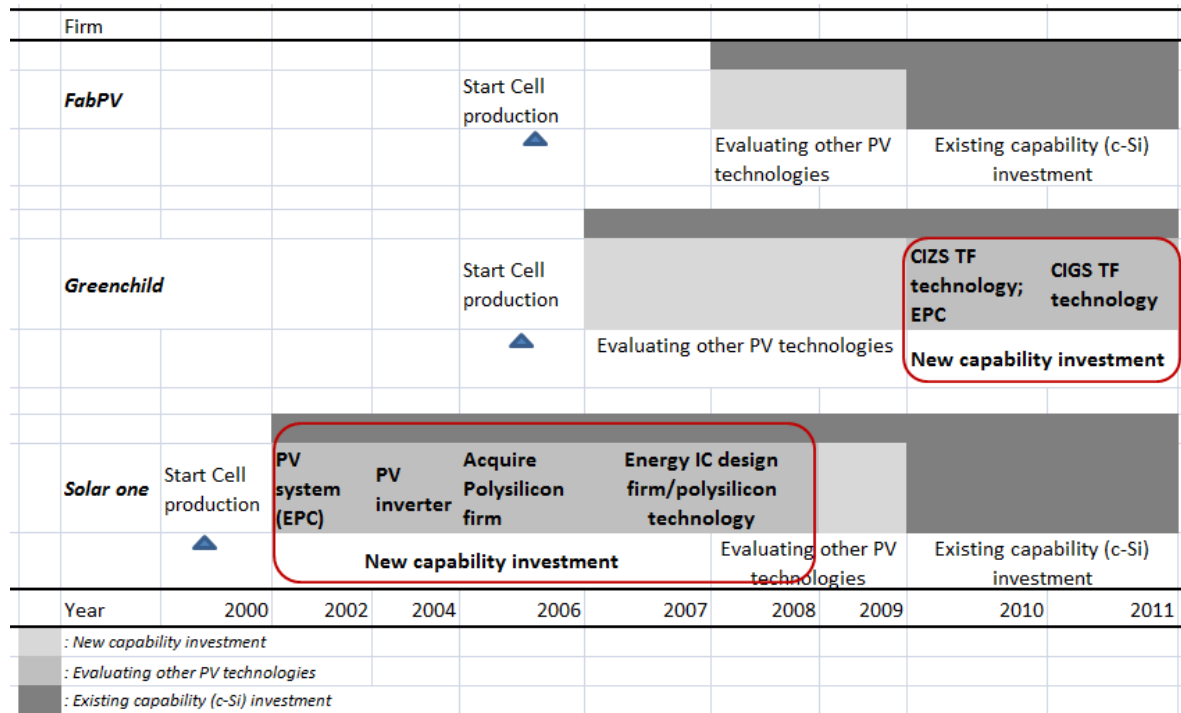 Firm
FabPV
Start Cell
production
Evaluating other PV
technologies
Existing capability (c-Si)
investment
Greenchild
Start Cell
production
CIZS TF
technology;
EPC
CIGS TF
technology
Evaluating other PV technologies
New capability investment
Solar one
Start Cell
production
PV
system
(EPC)
PV
inverter
Acquire
Polysilicon
firm
Energy IC design
firm/polysilicon
technology
New capability investment
Evaluating other PV
technologies
Existing capability (c-Si)
investment
Year 2000 2002 2004 2006 2007 2008 2009 2010 2011
: New capability investment
: Evaluating other PV technologies
: Existing capability (c-Si) investment